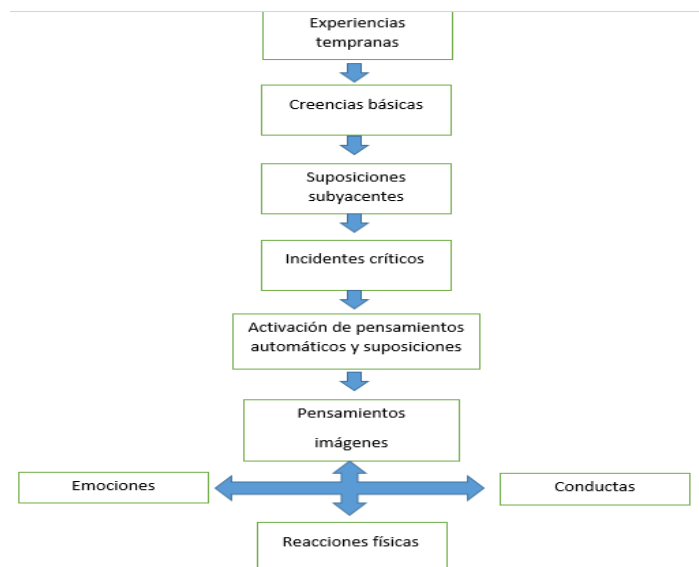 Experiencias
tempranas
Creencias básicas
Suposiciones
subyacentes
Incidentes críticos
Activación de pensamientos
automáticos y suposiciones
Pensamientos
imágenes
Emociones
Conductas
Reacciones físicas